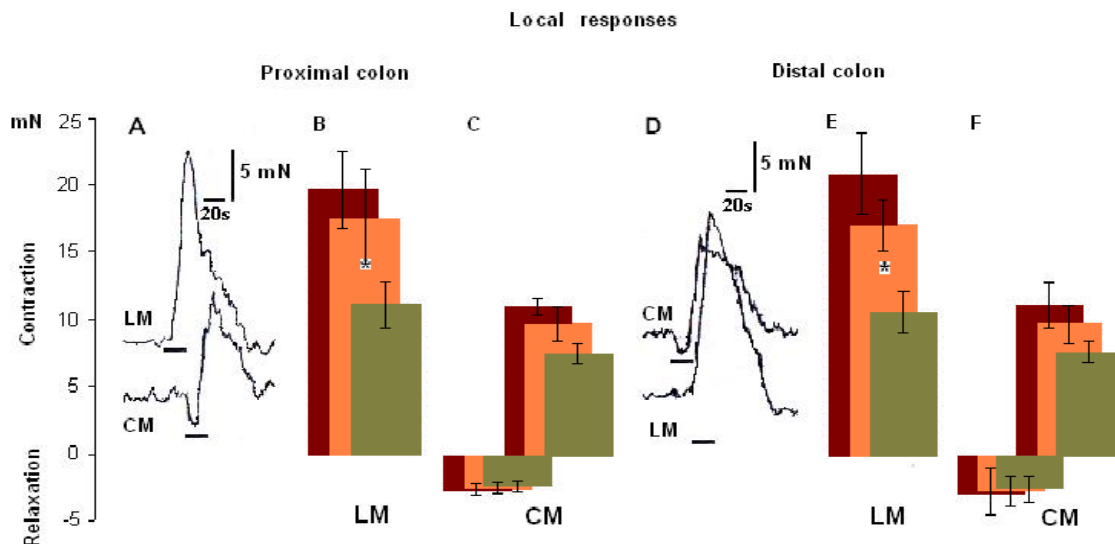 Local responses
Proximal colon
Distal colon
mN
25
20
15
10
5
0
-5
Contraction
Relaxation
A
5 mN
20s
LM
CM
B
*
LM
C
CM
D
5 mN
20s
CM
LM
E
*
LM
F
CM